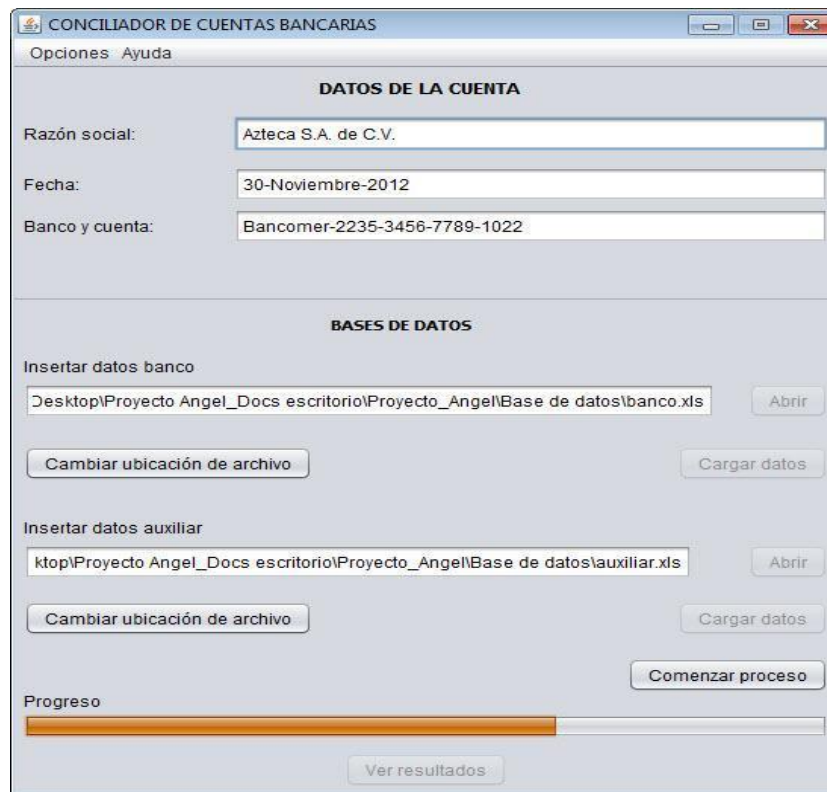 CONCILIADOR DE CUENTAS BANCARIAS
Opciones Ayuda
DATOS DE LA CUENTA
Razón social: Azteca S.A. de C.V.
Fecha: 30-Noviembre-2012
Banco y cuenta: Bancomer-2235-3456-7789-1022
BASES DE DATOS
Insertar datos banco
Desktop\Proyecto Angel_Docs escritorio\Proyecto_Angel\Base de datos\banco.xls Abrir
Cambiar ubicación de archivo Cargar datos
Insertar datos auxiliar
ktop\Proyecto Angel_Docs escritorio\Proyecto_Angel\Base de datos\auxiliar.xls Abrir
Cambiar ubicación de archivo Cargar datos
Comenzar proceso
Progreso
Ver resultados